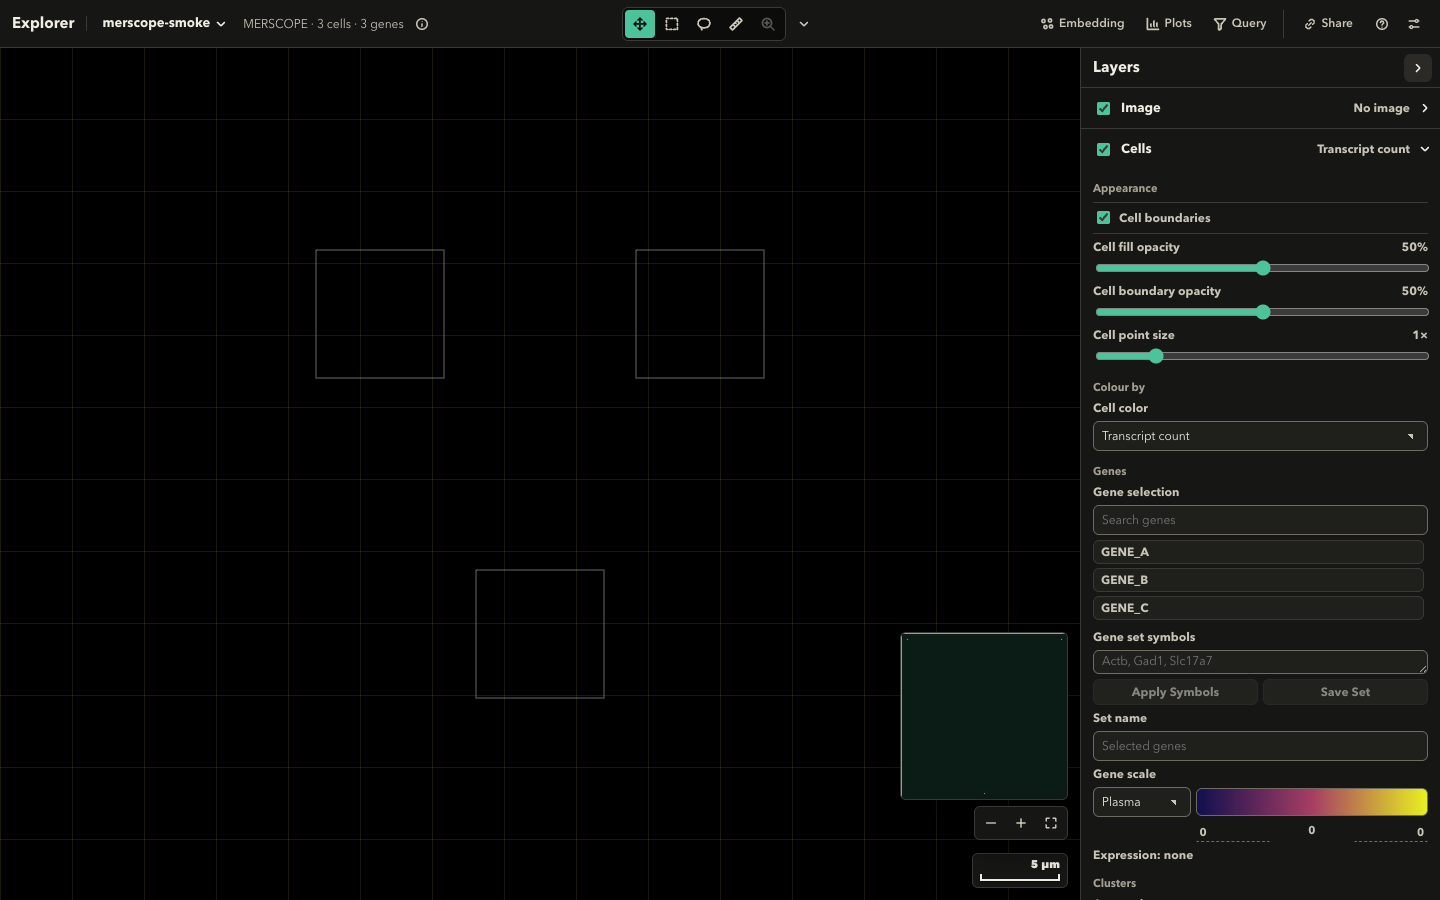 Explorer
merscope-smoke
MERSCOPE · 3 cells · 3 genes
Embedding
Plots
Query
Share
Layers
Image
No image
Cells
Transcript count
Appearance
Cell boundaries
Cell fill opacity
50%
Cell boundary opacity
50%
Cell point size
1×
Colour by
Cell color
Transcript count
Genes
Gene selection
Search genes
GENE_A
GENE_B
GENE_C
Gene set symbols
Actb, Gad1, Slc17a7
Apply Symbols
Save Set
Set name
Selected genes
Gene scale
Plasma
0
0
0
Expression: none
Clusters
5 µm